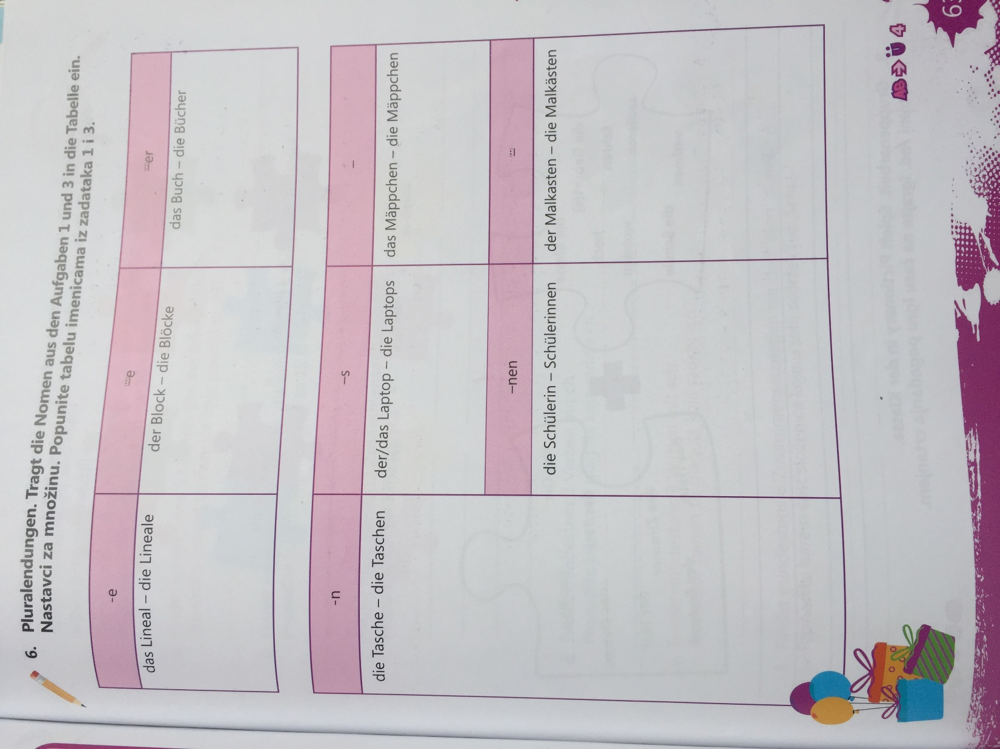 6. Pluralendungen. Tragt die Nomen aus den Aufgaben 1 und 3 in die Tabelle ein.
Nastavci za množinu. Popunite tabelu imenicama iz zadataka 1 i 3.
-e
¨e
¨er
das Lineal – die Lineale
der Block – die Blöcke
das Buch – die Bücher
-n
–s
–
die Tasche – die Taschen
der/das Laptop – die Laptops
das Mäppchen – die Mäppchen
–nen
¨
die Schülerin – Schülerinnen
der Malkasten – die Malkästen
AB Ü 4